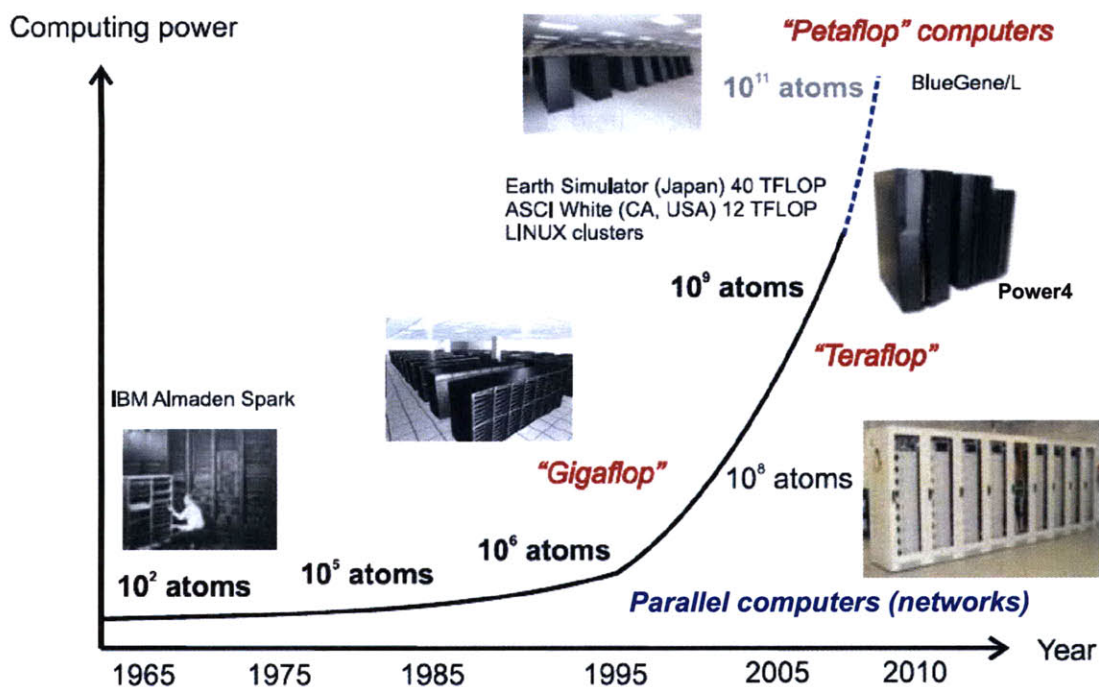 Computing power
"Petaflop" computers
10¹¹ atoms
BlueGene/L
Earth Simulator (Japan) 40 TFLOP
ASCI White (CA, USA) 12 TFLOP
LINUX clusters
10⁹ atoms
Power4
"Teraflop"
IBM Almaden Spark
"Gigaflop"
10⁸ atoms
10⁶ atoms
10⁵ atoms
10² atoms
Parallel computers (networks)
Year
1965 1975 1985 1995 2005 2010